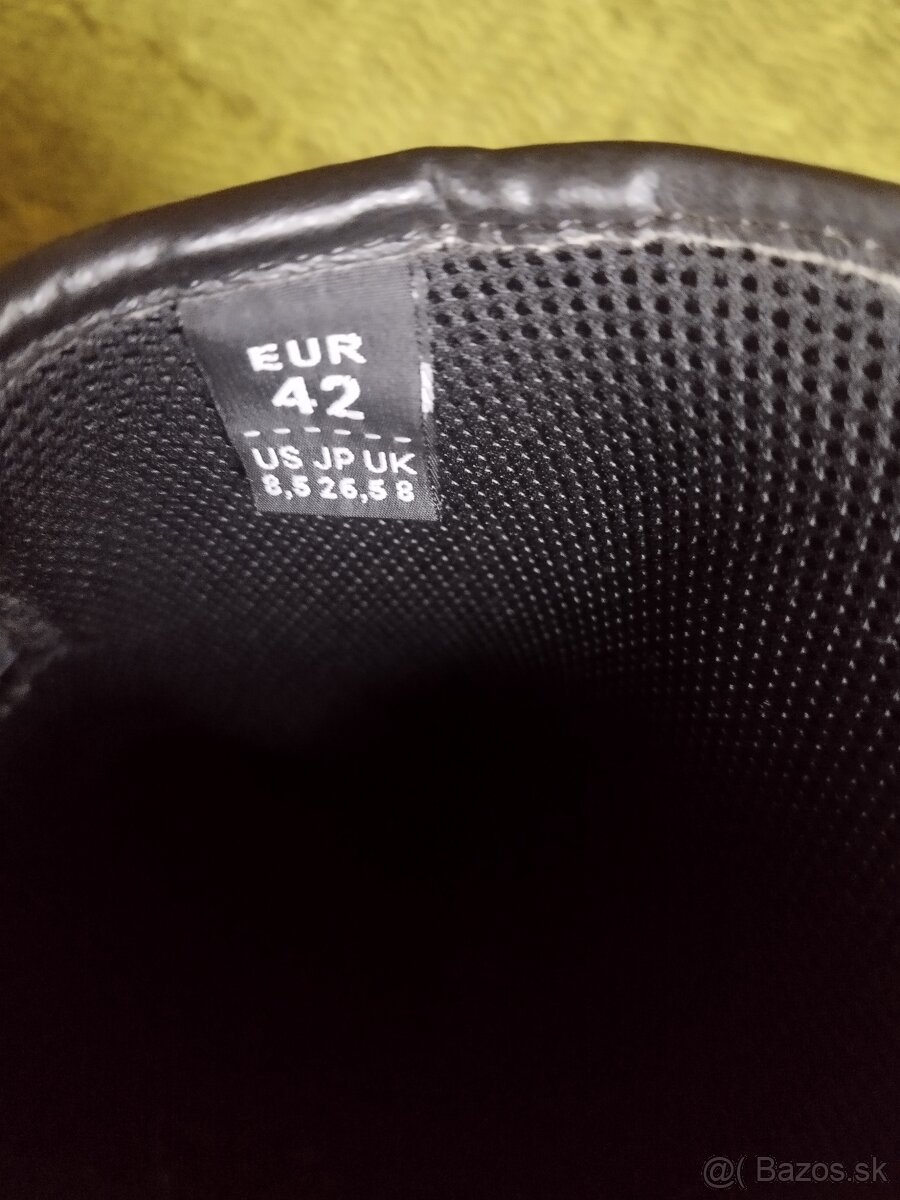 EUR
42
US JP UK
8,5 26,5 8
@( Bazos.sk